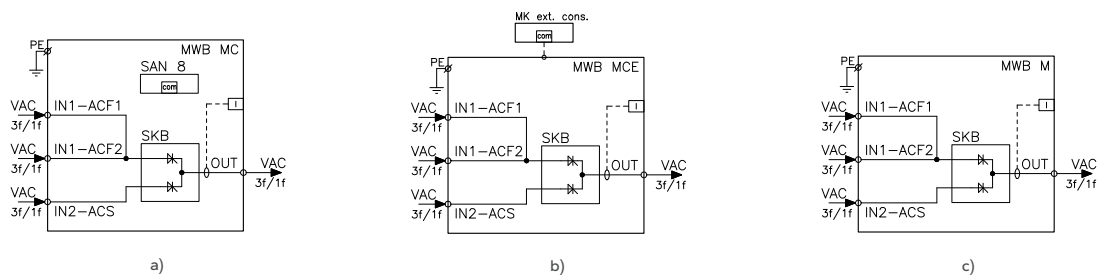 MWB MC
PE
SAN 8
com
I
VAC
3f/1f
IN1-ACF1
VAC
3f/1f
IN1-ACF2
SKB
OUT
VAC
3f/1f
VAC
3f/1f
IN2-ACS
a)
MK ext. cons.
com
MWB MCE
PE
I
VAC
3f/1f
IN1-ACF1
VAC
3f/1f
IN1-ACF2
SKB
OUT
VAC
3f/1f
VAC
3f/1f
IN2-ACS
b)
MWB M
PE
I
VAC
3f/1f
IN1-ACF1
VAC
3f/1f
IN1-ACF2
SKB
OUT
VAC
3f/1f
VAC
3f/1f
IN2-ACS
c)